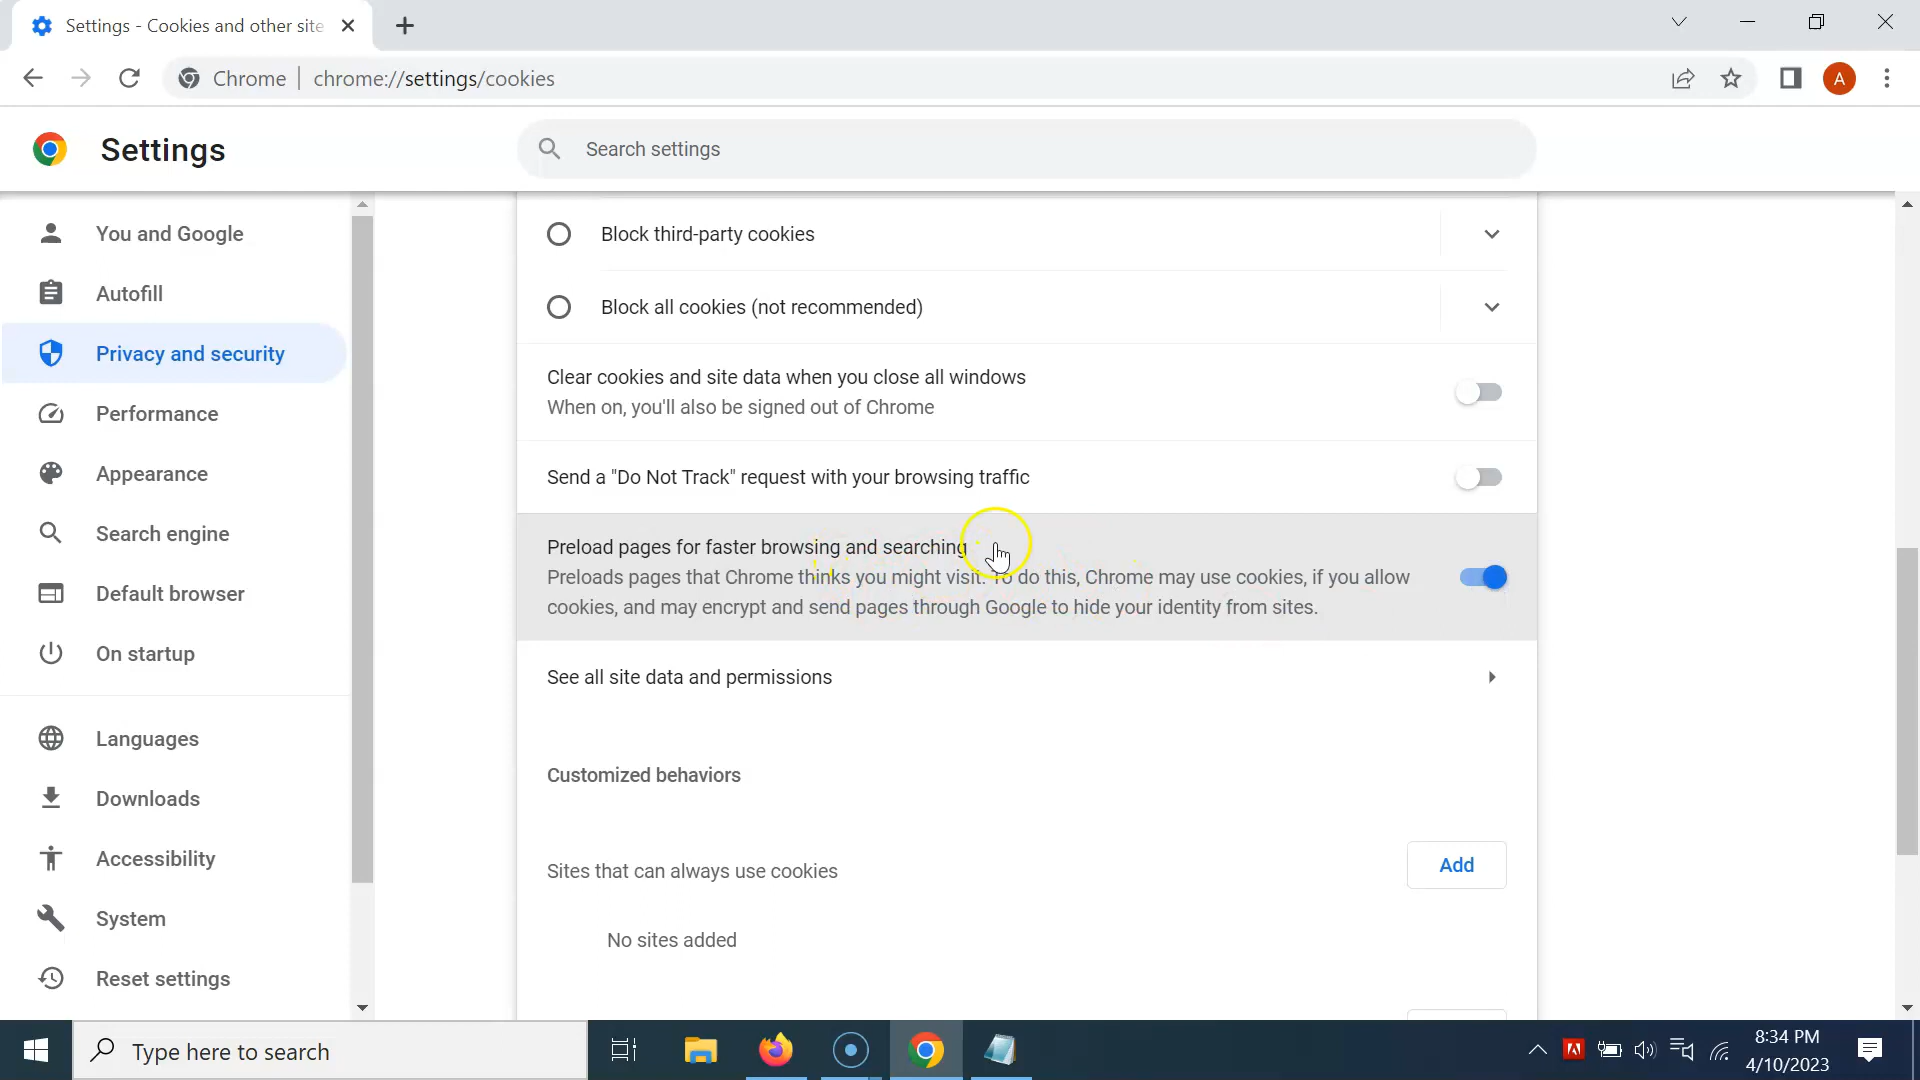 Settings - Cookies and other site
Chrome
chrome://settings/cookies
A
Settings
Search settings
You and Google
Autofill
Privacy and security
Performance
Appearance
Search engine
Default browser
On startup
Languages
Downloads
Accessibility
System
Reset settings
Block third-party cookies
Block all cookies (not recommended)
Clear cookies and site data when you close all windows
When on, you'll also be signed out of Chrome
Send a "Do Not Track" request with your browsing traffic
Preload pages for faster browsing and searching
Preloads pages that Chrome thinks you might visit. To do this, Chrome may use cookies, if you allow
cookies, and may encrypt and send pages through Google to hide your identity from sites.
See all site data and permissions
Customized behaviors
Sites that can always use cookies
Add
No sites added
Type here to search
8:34 PM
4/10/2023